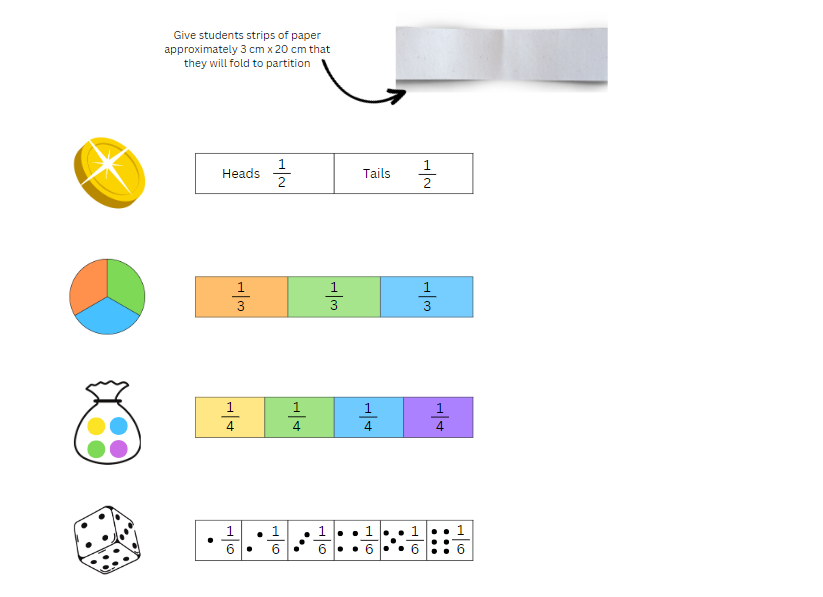 Give students strips of paper
approximately 3 cm x 20 cm that
they will fold to partition
Heads 1/2 Tails 1/2
1/3 1/3 1/3
1/4 1/4 1/4 1/4
1/6 1/6 1/6 1/6 1/6 1/6